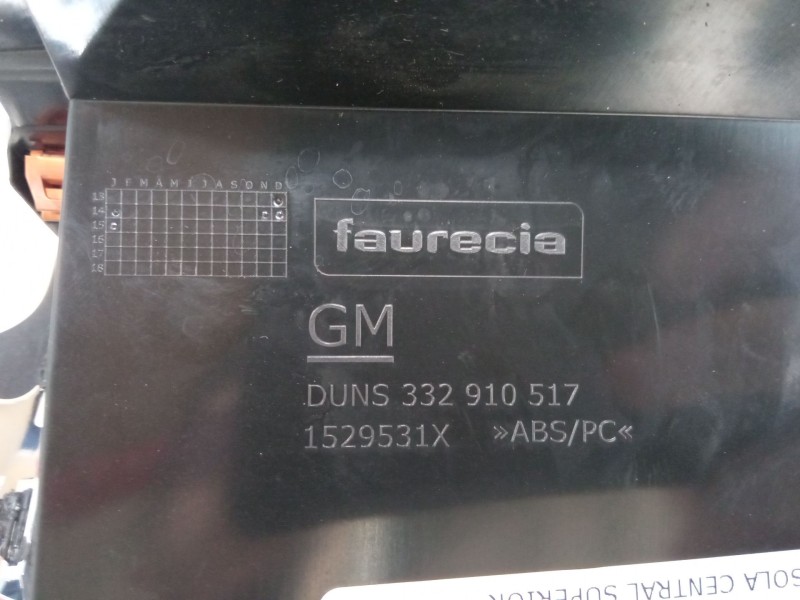 J F M A M J J A S O N D
13
14
15
16
17
18
faurecia
GM
DUNS 332 910 517
1529531X »ABS/PC«
SOLA CENTRAL SUPERIOR